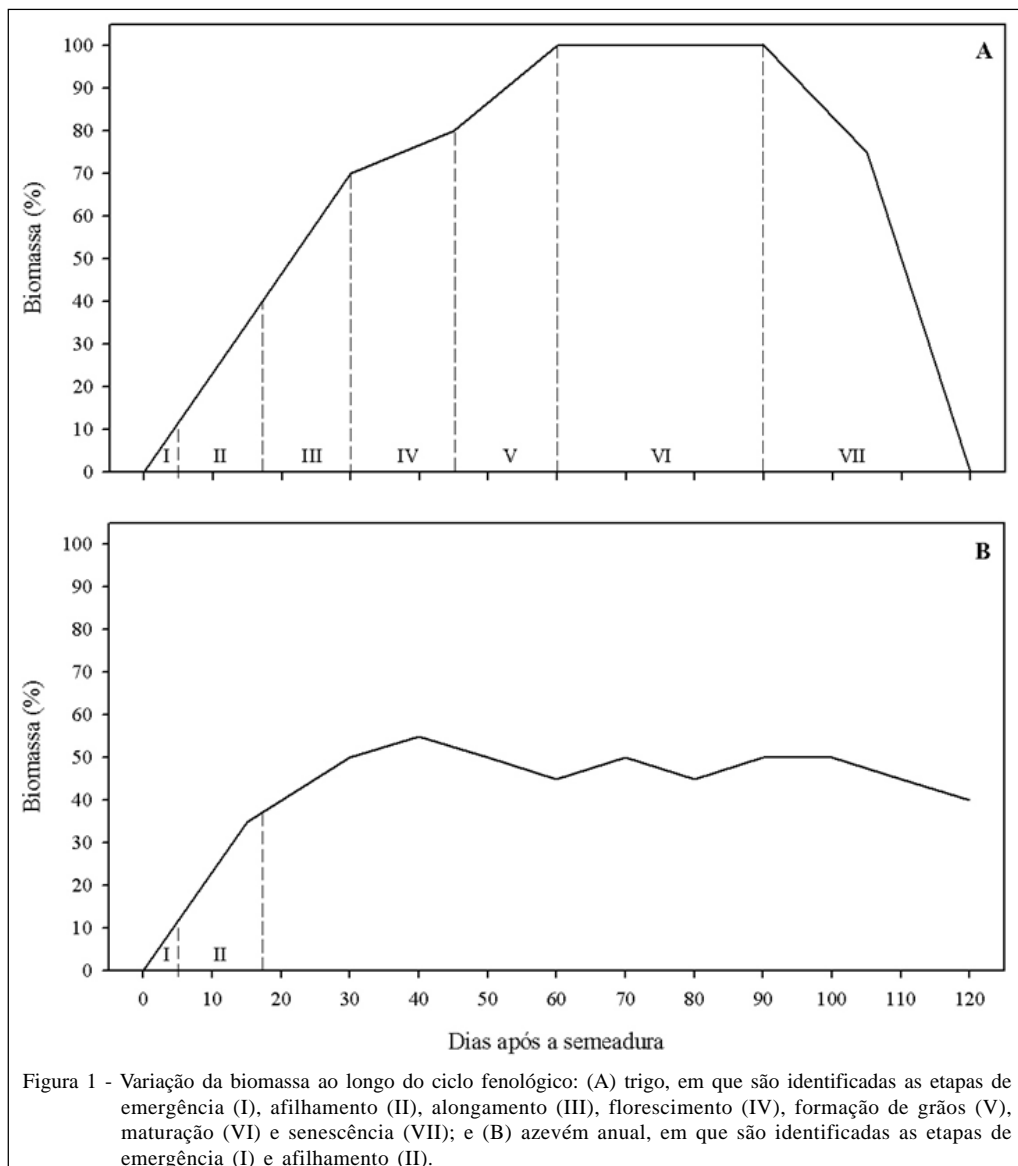 A
100
90
80
70
60
50
40
30
20
10
0
Biomassa (%)
I II III IV V VI VII
B
100
90
80
70
60
50
40
30
20
10
0
Biomassa (%)
I II
0 10 20 30 40 50 60 70 80 90 100 110 120
Dias após a semeadura
Figura 1 - Variação da biomassa ao longo do ciclo fenológico: (A) trigo, em que são identificadas as etapas de
emergência (I), afilhamento (II), alongamento (III), florescimento (IV), formação de grãos (V),
maturação (VI) e senescência (VII); e (B) azevém anual, em que são identificadas as etapas de
emergência (I) e afilhamento (II).